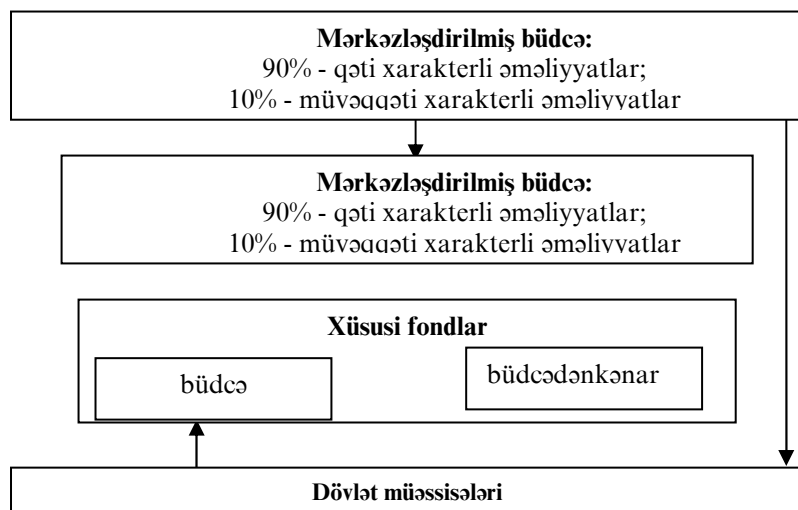 Mərkəzləşdirilmiş büdcə:
90% - qəti xarakterli əməliyyatlar;
10% - müvəqqəti xarakterli əməliyyatlar
Mərkəzləşdirilmiş büdcə:
90% - qəti xarakterli əməliyyatlar;
10% - müvəqqəti xarakterli əməliyyatlar
Xüsusi fondlar
büdcə
büdcədənkənar
Dövlət müəssisələri